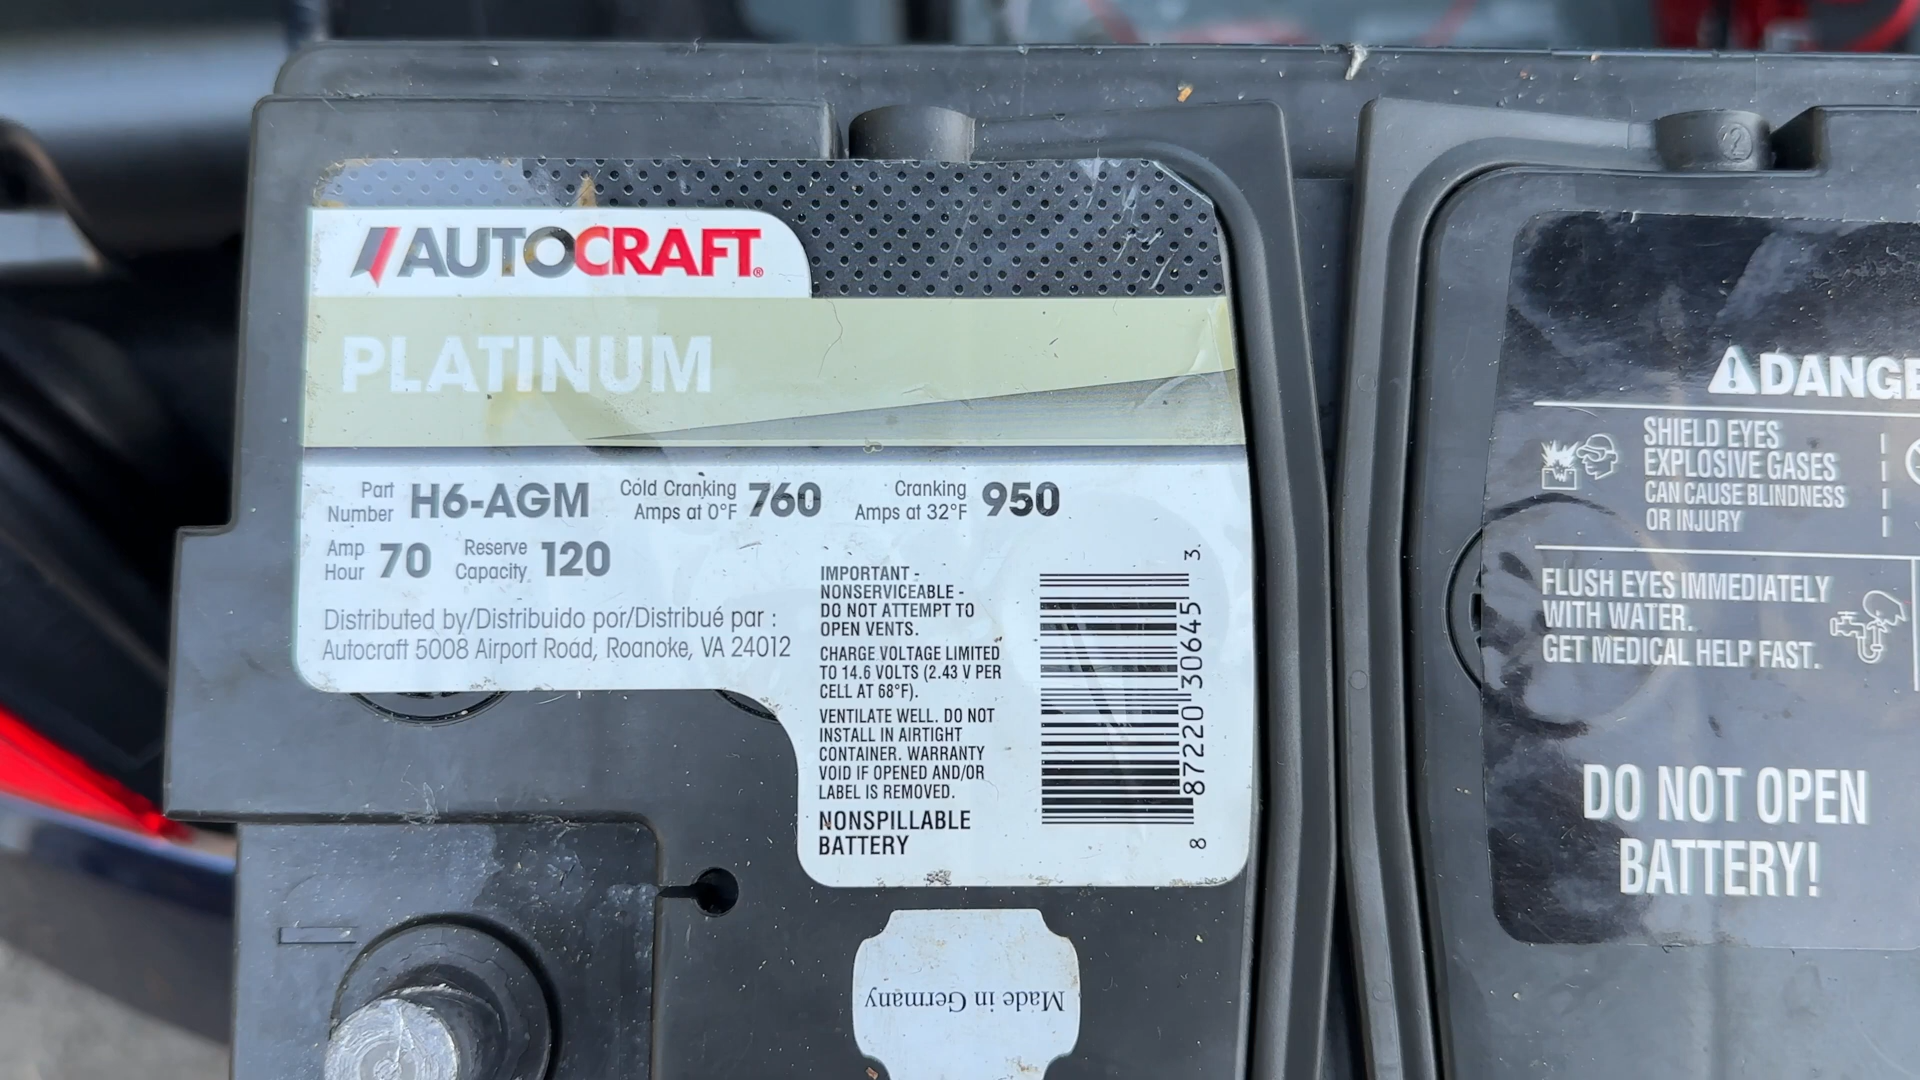 AUTOCRAFT®
PLATINUM
Part Number H6-AGM Cold Cranking Amps at 0°F 760 Cranking Amps at 32°F 950
Amp Hour 70 Reserve Capacity 120
Distributed by/Distribuido por/Distribué par :
Autocraft 5008 Airport Road, Roanoke, VA 24012
IMPORTANT -
NONSERVICEABLE -
DO NOT ATTEMPT TO
OPEN VENTS.
CHARGE VOLTAGE LIMITED
TO 14.6 VOLTS (2.43 V PER
CELL AT 68°F).
VENTILATE WELL. DO NOT
INSTALL IN AIRTIGHT
CONTAINER. WARRANTY
VOID IF OPENED AND/OR
LABEL IS REMOVED.
NONSPILLABLE
BATTERY
8 87220 30645 3
Made in Germany
2
DANGE
SHIELD EYES
EXPLOSIVE GASES
CAN CAUSE BLINDNESS
OR INJURY
FLUSH EYES IMMEDIATELY
WITH WATER.
GET MEDICAL HELP FAST.
DO NOT OPEN
BATTERY!